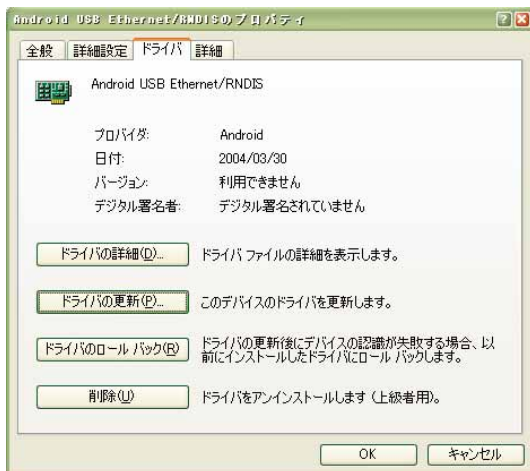 Android USB Ethernet/RNDISのプロパティ
全般 詳細設定 ドライバ 詳細
Android USB Ethernet/RNDIS
プロバイダ: Android
日付: 2004/03/30
バージョン: 利用できません
デジタル署名者: デジタル署名されていません
ドライバの詳細(D)... ドライバ ファイルの詳細を表示します。
ドライバの更新(P)... このデバイスのドライバを更新します。
ドライバのロール バック(R) ドライバの更新後にデバイスの認識が失敗する場合、以
前にインストールしたドライバにロール バックします。
削除(U) ドライバをアンインストールします (上級者用)。
OK キャンセル